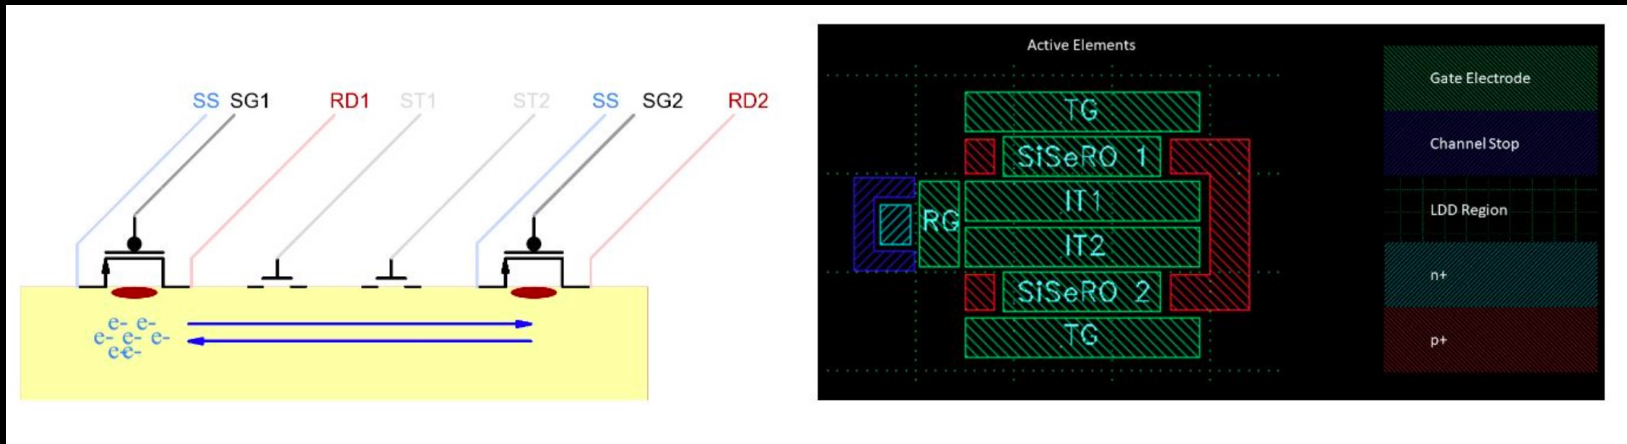 SS SG1 RD1 ST1 ST2 SS SG2 RD2
e- e-
e- e- e-
ee-
Active Elements
TG
SiSeRO 1
IT1
RG
IT2
SiSeRO 2
TG
Gate Electrode
Channel Stop
LDD Region
n+
p+